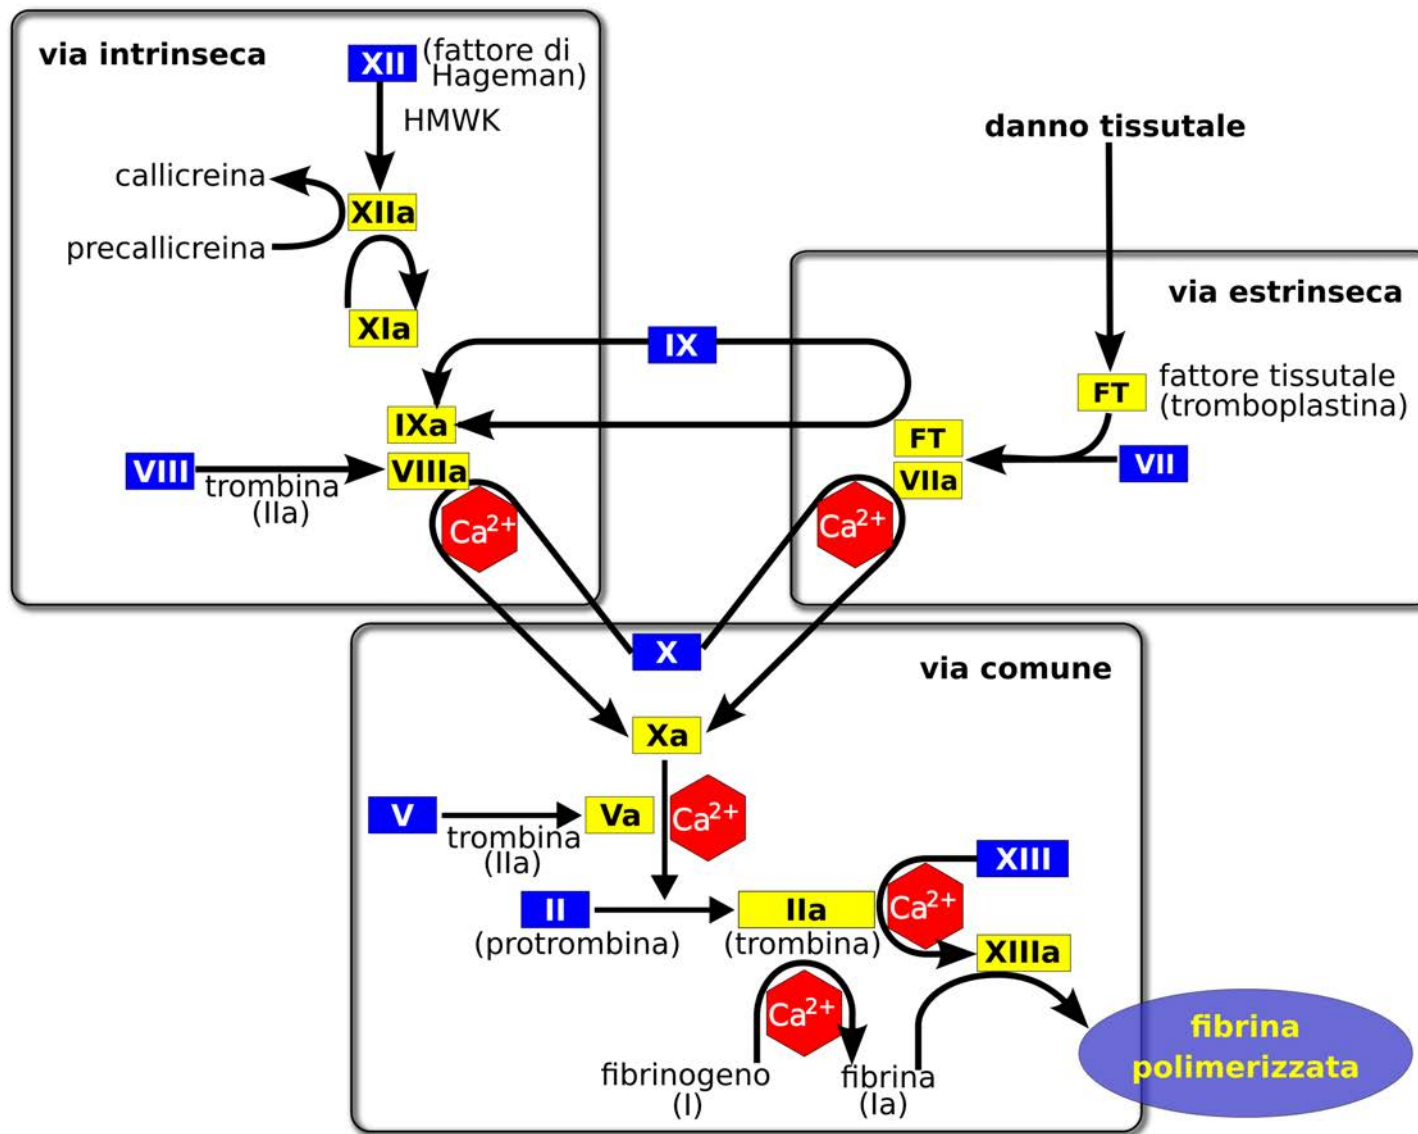 via intrinseca
XII
(fattore di
Hageman)
HMWK
callicreina
XIIa
precallicreina
XIa
IX
IXa
VIII
trombina
(IIa)
VIIIa
Ca2+
danno tissutale
via estrinseca
FT
fattore tissutale
(tromboplastina)
FT
VII
VIIa
Ca2+
X
via comune
Xa
V
trombina
(IIa)
Va
Ca2+
II
(protrombina)
IIa
(trombina)
XIII
Ca2+
XIIIa
Ca2+
fibrinogeno
(I)
fibrina
(Ia)
fibrina
polimerizzata